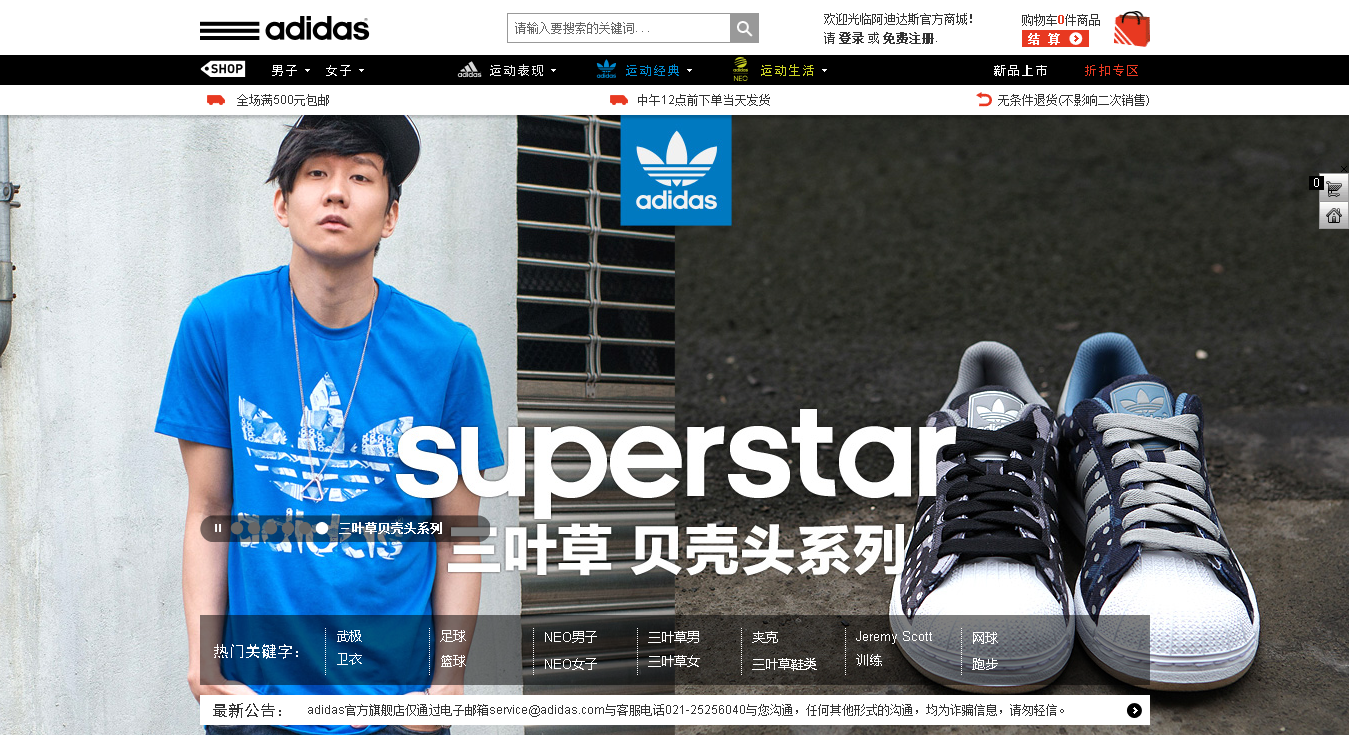 adidas
请输入要搜索的关键词...
欢迎光临阿迪达斯官方商城！
请 登录 或 免费注册.
购物车0件商品
结 算
SHOP
男子
女子
adidas
运动表现
运动经典
NEO
运动生活
新品上市
折扣专区
全场满500元包邮
中午12点前下单当天发货
无条件退货(不影响二次销售)
adidas
0
superstar
三叶草 贝壳头系列
三叶草贝壳头系列
adidas
热门关键字：
武极
卫衣
足球
篮球
NEO男子
NEO女子
三叶草男
三叶草女
夹克
三叶草鞋类
Jeremy Scott
训练
网球
跑步
最新公告：
adidas官方旗舰店仅通过电子邮箱service@adidas.com与客服电话021-25256040与您沟通，任何其他形式的沟通，均为诈骗信息，请勿轻信。